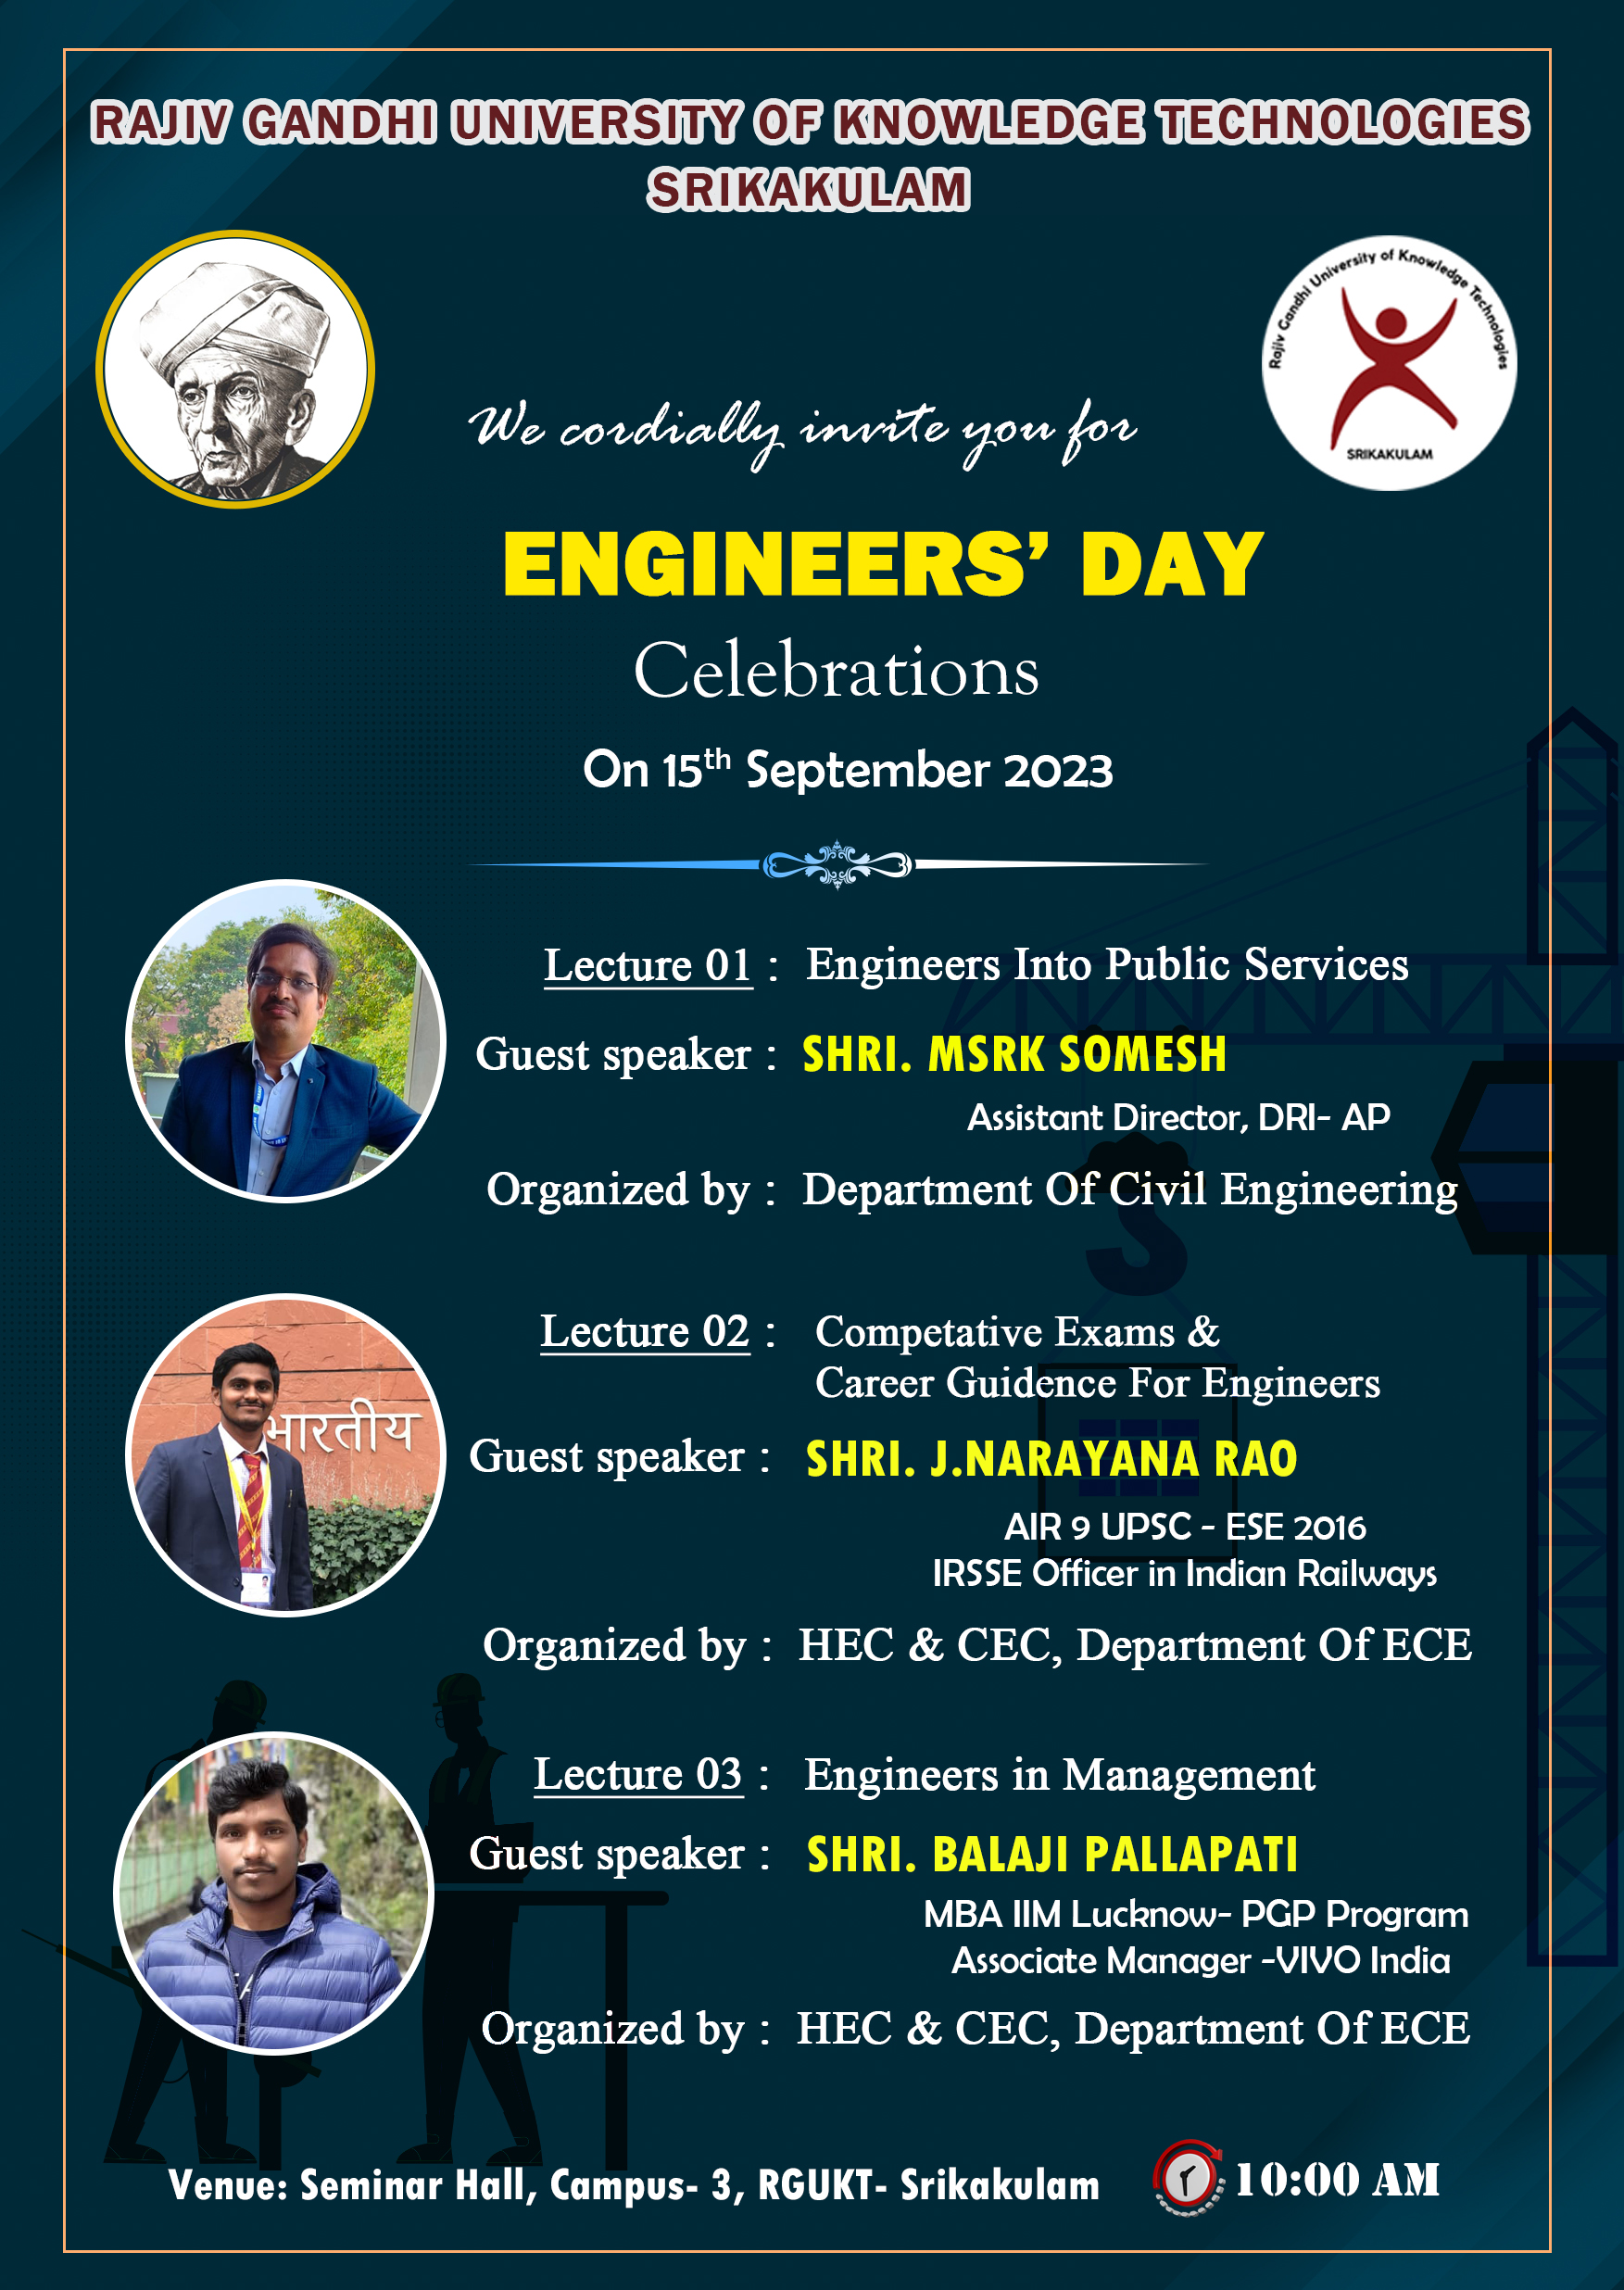 RAJIV GANDHI UNIVERSITY OF KNOWLEDGE TECHNOLOGIES
SRIKAKULAM
Rajiv Gandhi University of Knowledge Technologies
SRIKAKULAM
We cordially invite you for
ENGINEERS’ DAY
Celebrations
On 15th September 2023
Lecture 01 : Engineers Into Public Services
Guest speaker : SHRI. MSRK SOMESH
Assistant Director, DRI- AP
Organized by : Department Of Civil Engineering
Lecture 02 : Competative Exams &
Career Guidence For Engineers
भारतीय
Guest speaker : SHRI. J.NARAYANA RAO
AIR 9 UPSC - ESE 2016
IRSSE Officer in Indian Railways
Organized by : HEC & CEC, Department Of ECE
Lecture 03 : Engineers in Management
Guest speaker : SHRI. BALAJI PALLAPATI
MBA IIM Lucknow- PGP Program
Associate Manager -VIVO India
Organized by : HEC & CEC, Department Of ECE
Venue: Seminar Hall, Campus- 3, RGUKT- Srikakulam
10:00 AM